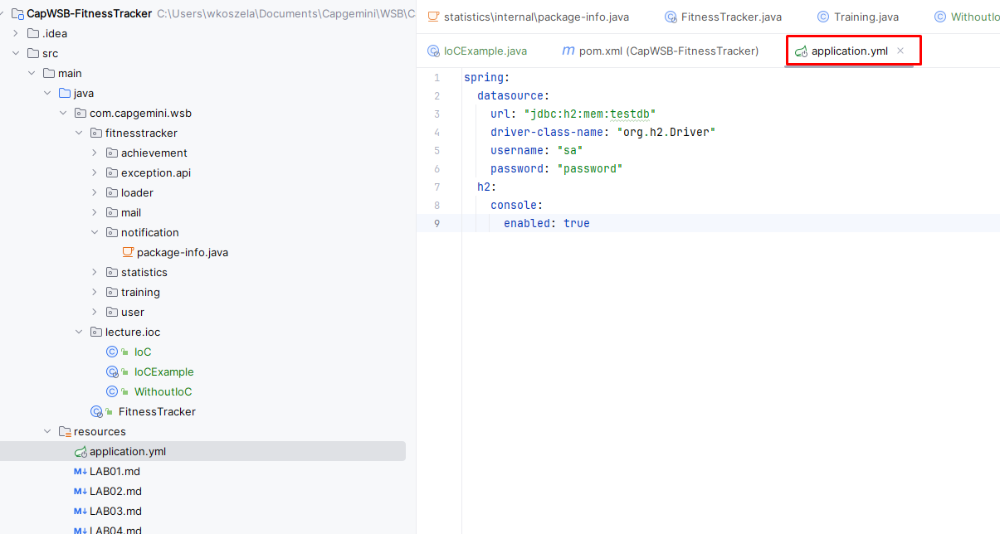 CapWSB-FitnessTracker C:\Users\wkoszela\Documents\Capgemini\WSB\C
.idea
src
main
java
com.capgemini.wsb
fitnesstracker
achievement
exception.api
loader
mail
notification
package-info.java
statistics
training
user
lecture.ioc
IoC
IoCExample
WithoutIoC
FitnessTracker
resources
application.yml
M↓ LAB01.md
M↓ LAB02.md
M↓ LAB03.md
M↓ LAB04.md
statistics\internal\package-info.java FitnessTracker.java Training.java WithoutIo
IoCExample.java m pom.xml (CapWSB-FitnessTracker) application.yml
1 spring:
2 datasource:
3 url: "jdbc:h2:mem:testdb"
4 driver-class-name: "org.h2.Driver"
5 username: "sa"
6 password: "password"
7 h2:
8 console:
9 enabled: true